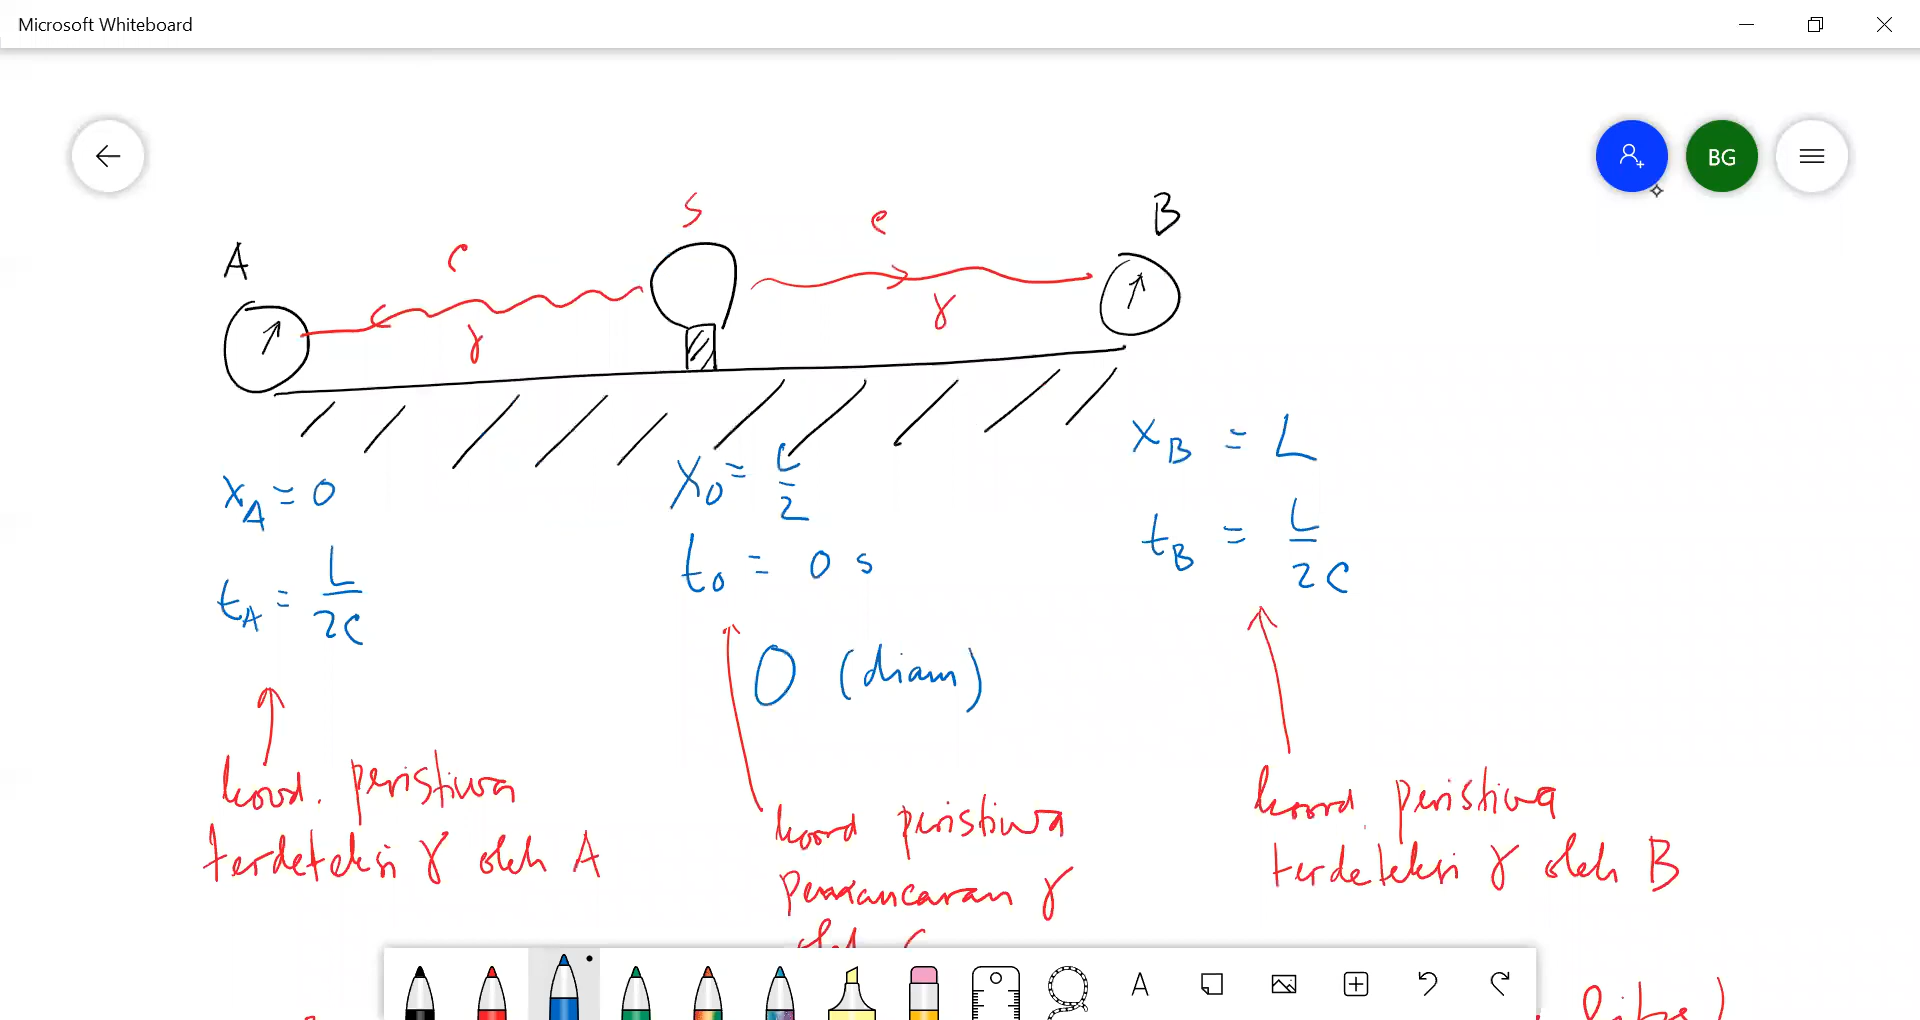 Microsoft Whiteboard
BG
S
B
A
c
c
γ
γ
x_B = L
x_A = 0
x_0 = L/2
t_B = L/2c
t_0 = 0 s
t_A = L/2c
O (diam)
koord. peristiwa
terdeteksi γ oleh A
koord peristiwa
pemancaran γ
oleh S
koord peristiwa
terdeteksi γ oleh B
A